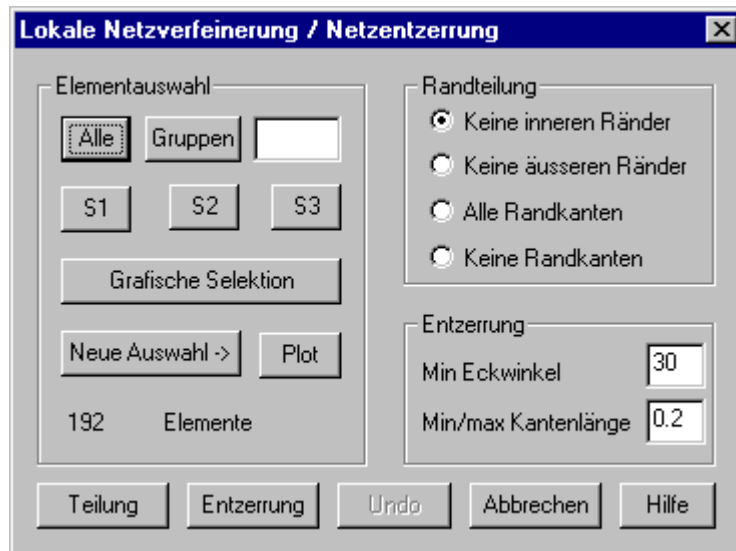 Lokale Netzverfeinerung / Netzentzerrung
Elementauswahl
Alle Gruppen
S1 S2 S3
Grafische Selektion
Neue Auswahl -> Plot
192 Elemente
Randteilung
Keine inneren Ränder
Keine äusseren Ränder
Alle Randkanten
Keine Randkanten
Entzerrung
Min Eckwinkel 30
Min/max Kantenlänge 0.2
Teilung Entzerrung Undo Abbrechen Hilfe